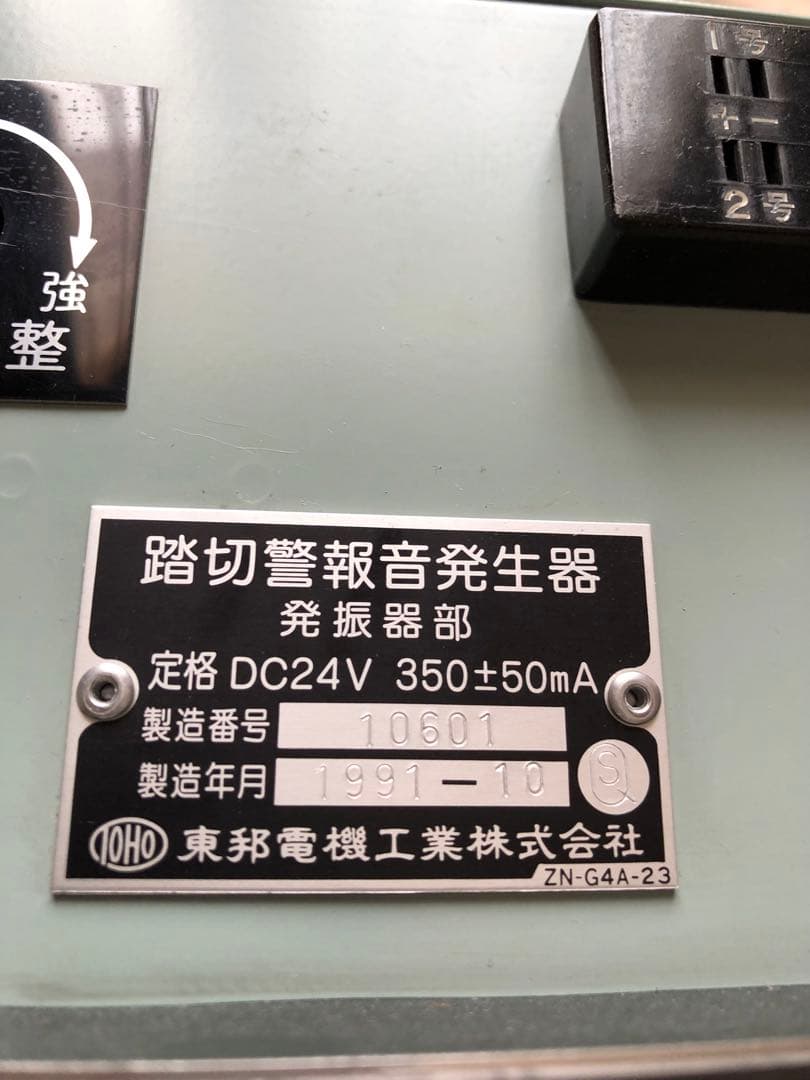 1号
+ −
2号
強
整
踏切警報音発生器
発振器部
定格 DC24V 350±50mA
製造番号 10601
製造年月 1991-10
SQ
TOHO 東邦電機工業株式会社
ZN-G4A-23